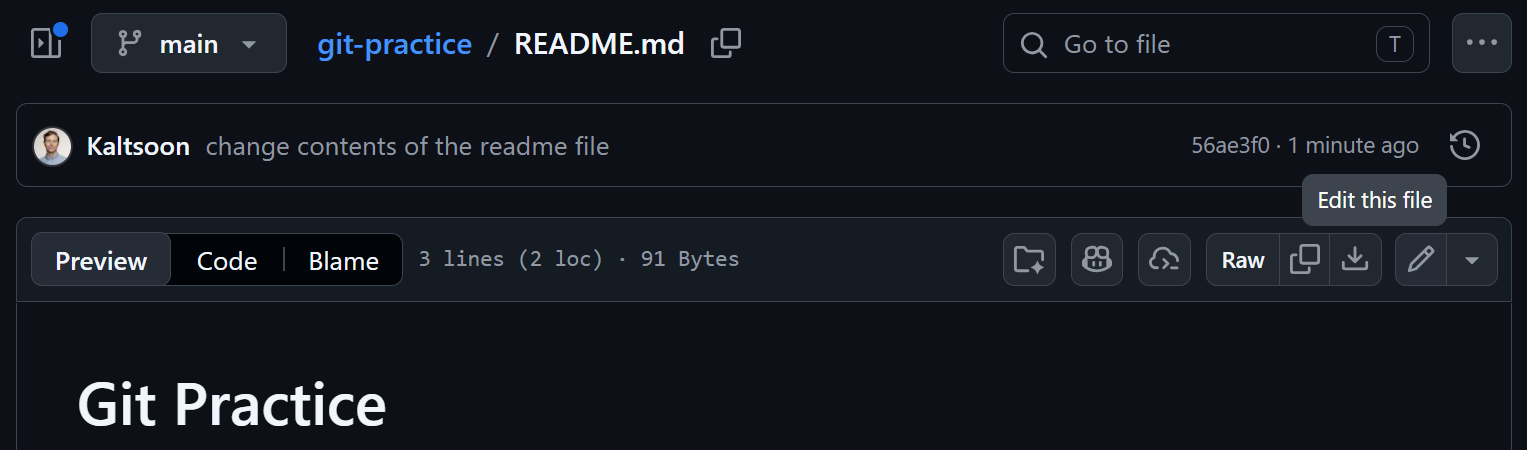 main git-practice / README.md Go to file T
Kaltsoon change contents of the readme file 56ae3f0 · 1 minute ago
Edit this file
Preview Code Blame 3 lines (2 loc) · 91 Bytes Raw
Git Practice